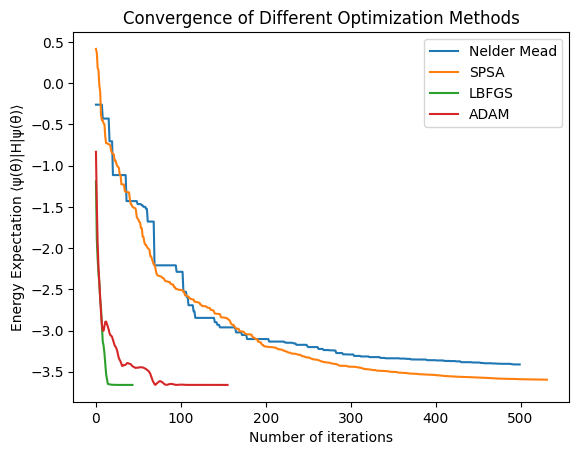 Convergence of Different Optimization Methods
Energy Expectation ⟨ψ(θ)|H|ψ(θ)⟩
0.5
0.0
−0.5
−1.0
−1.5
−2.0
−2.5
−3.0
−3.5
Nelder Mead
SPSA
LBFGS
ADAM
0
100
200
300
400
500
Number of iterations